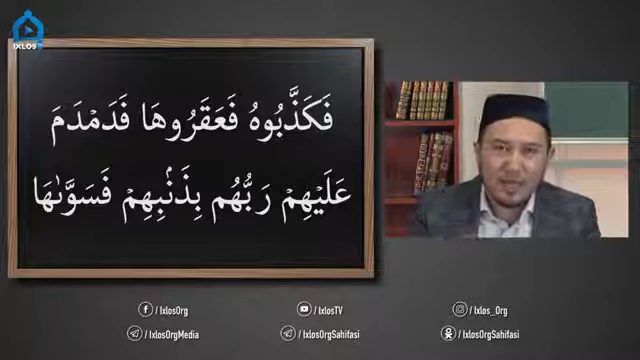 IXLOS
فَكَذَّبُوهُ فَعَقَرُوهَا فَدَمْدَمَ
عَلَيْهِمْ رَبُّهُم بِذَنۢبِهِمْ فَسَوَّىٰهَا
/ IxlosOrg
/ IxlosTV
/ Ixlos_Org
/ IxlosOrgMedia
/ IxlosOrgSahifasi
/ IxlosOrgSahifasi